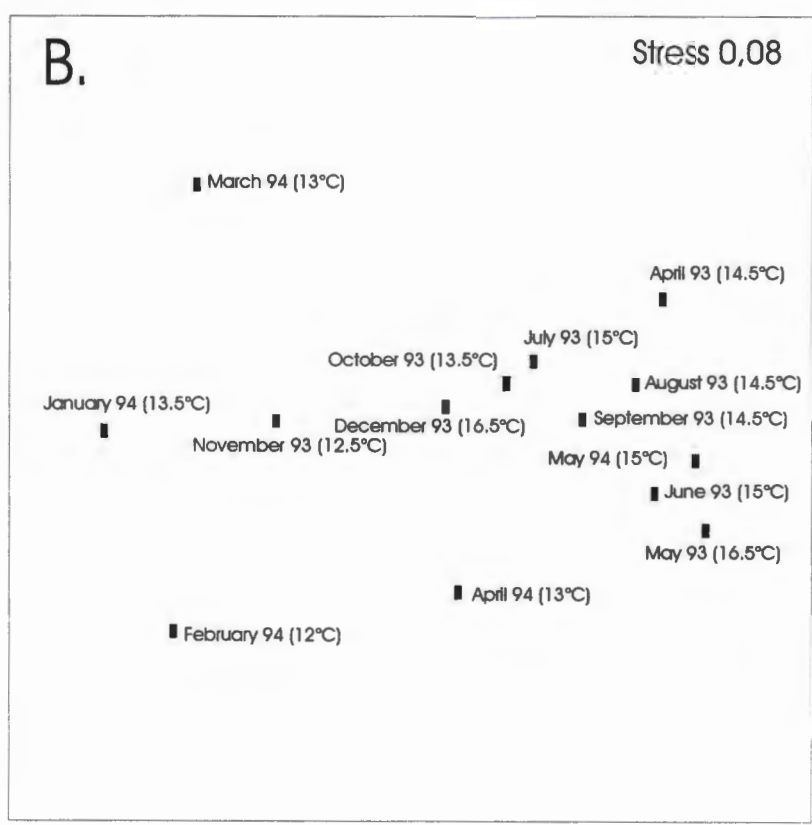 B.
Stress 0,08
March 94 (13°C)
April 93 (14.5°C)
July 93 (15°C)
October 93 (13.5°C)
August 93 (14.5°C)
January 94 (13.5°C)
December 93 (16.5°C)
September 93 (14.5°C)
November 93 (12.5°C)
May 94 (15°C)
June 93 (15°C)
May 93 (16.5°C)
April 94 (13°C)
February 94 (12°C)